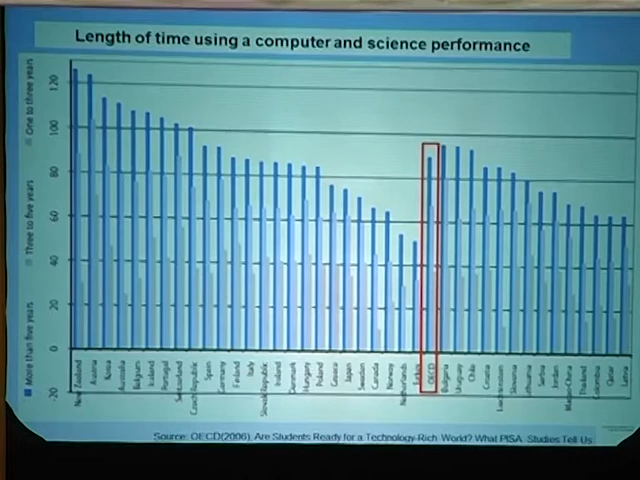 Length of time using a computer and science performance
One to three years
Three to five years
More than five years
120
100
80
60
40
20
0
-20
New Zealand
Austria
Korea
Australia
Belgium
Iceland
Portugal
Switzerland
Czech Republic
Spain
Germany
Finland
Italy
Slovak Republic
Ireland
Denmark
Hungary
Poland
Greece
Japan
Sweden
Canada
Norway
Netherlands
Turkey
OECD
Bulgaria
Uruguay
Chile
Croatia
Liechtenstein
Slovenia
Lithuania
Serbia
Jordan
Macao-China
Thailand
Colombia
Qatar
Latvia
Source: OECD(2006), Are Students Ready for a Technology-Rich World? What PISA Studies Tell Us